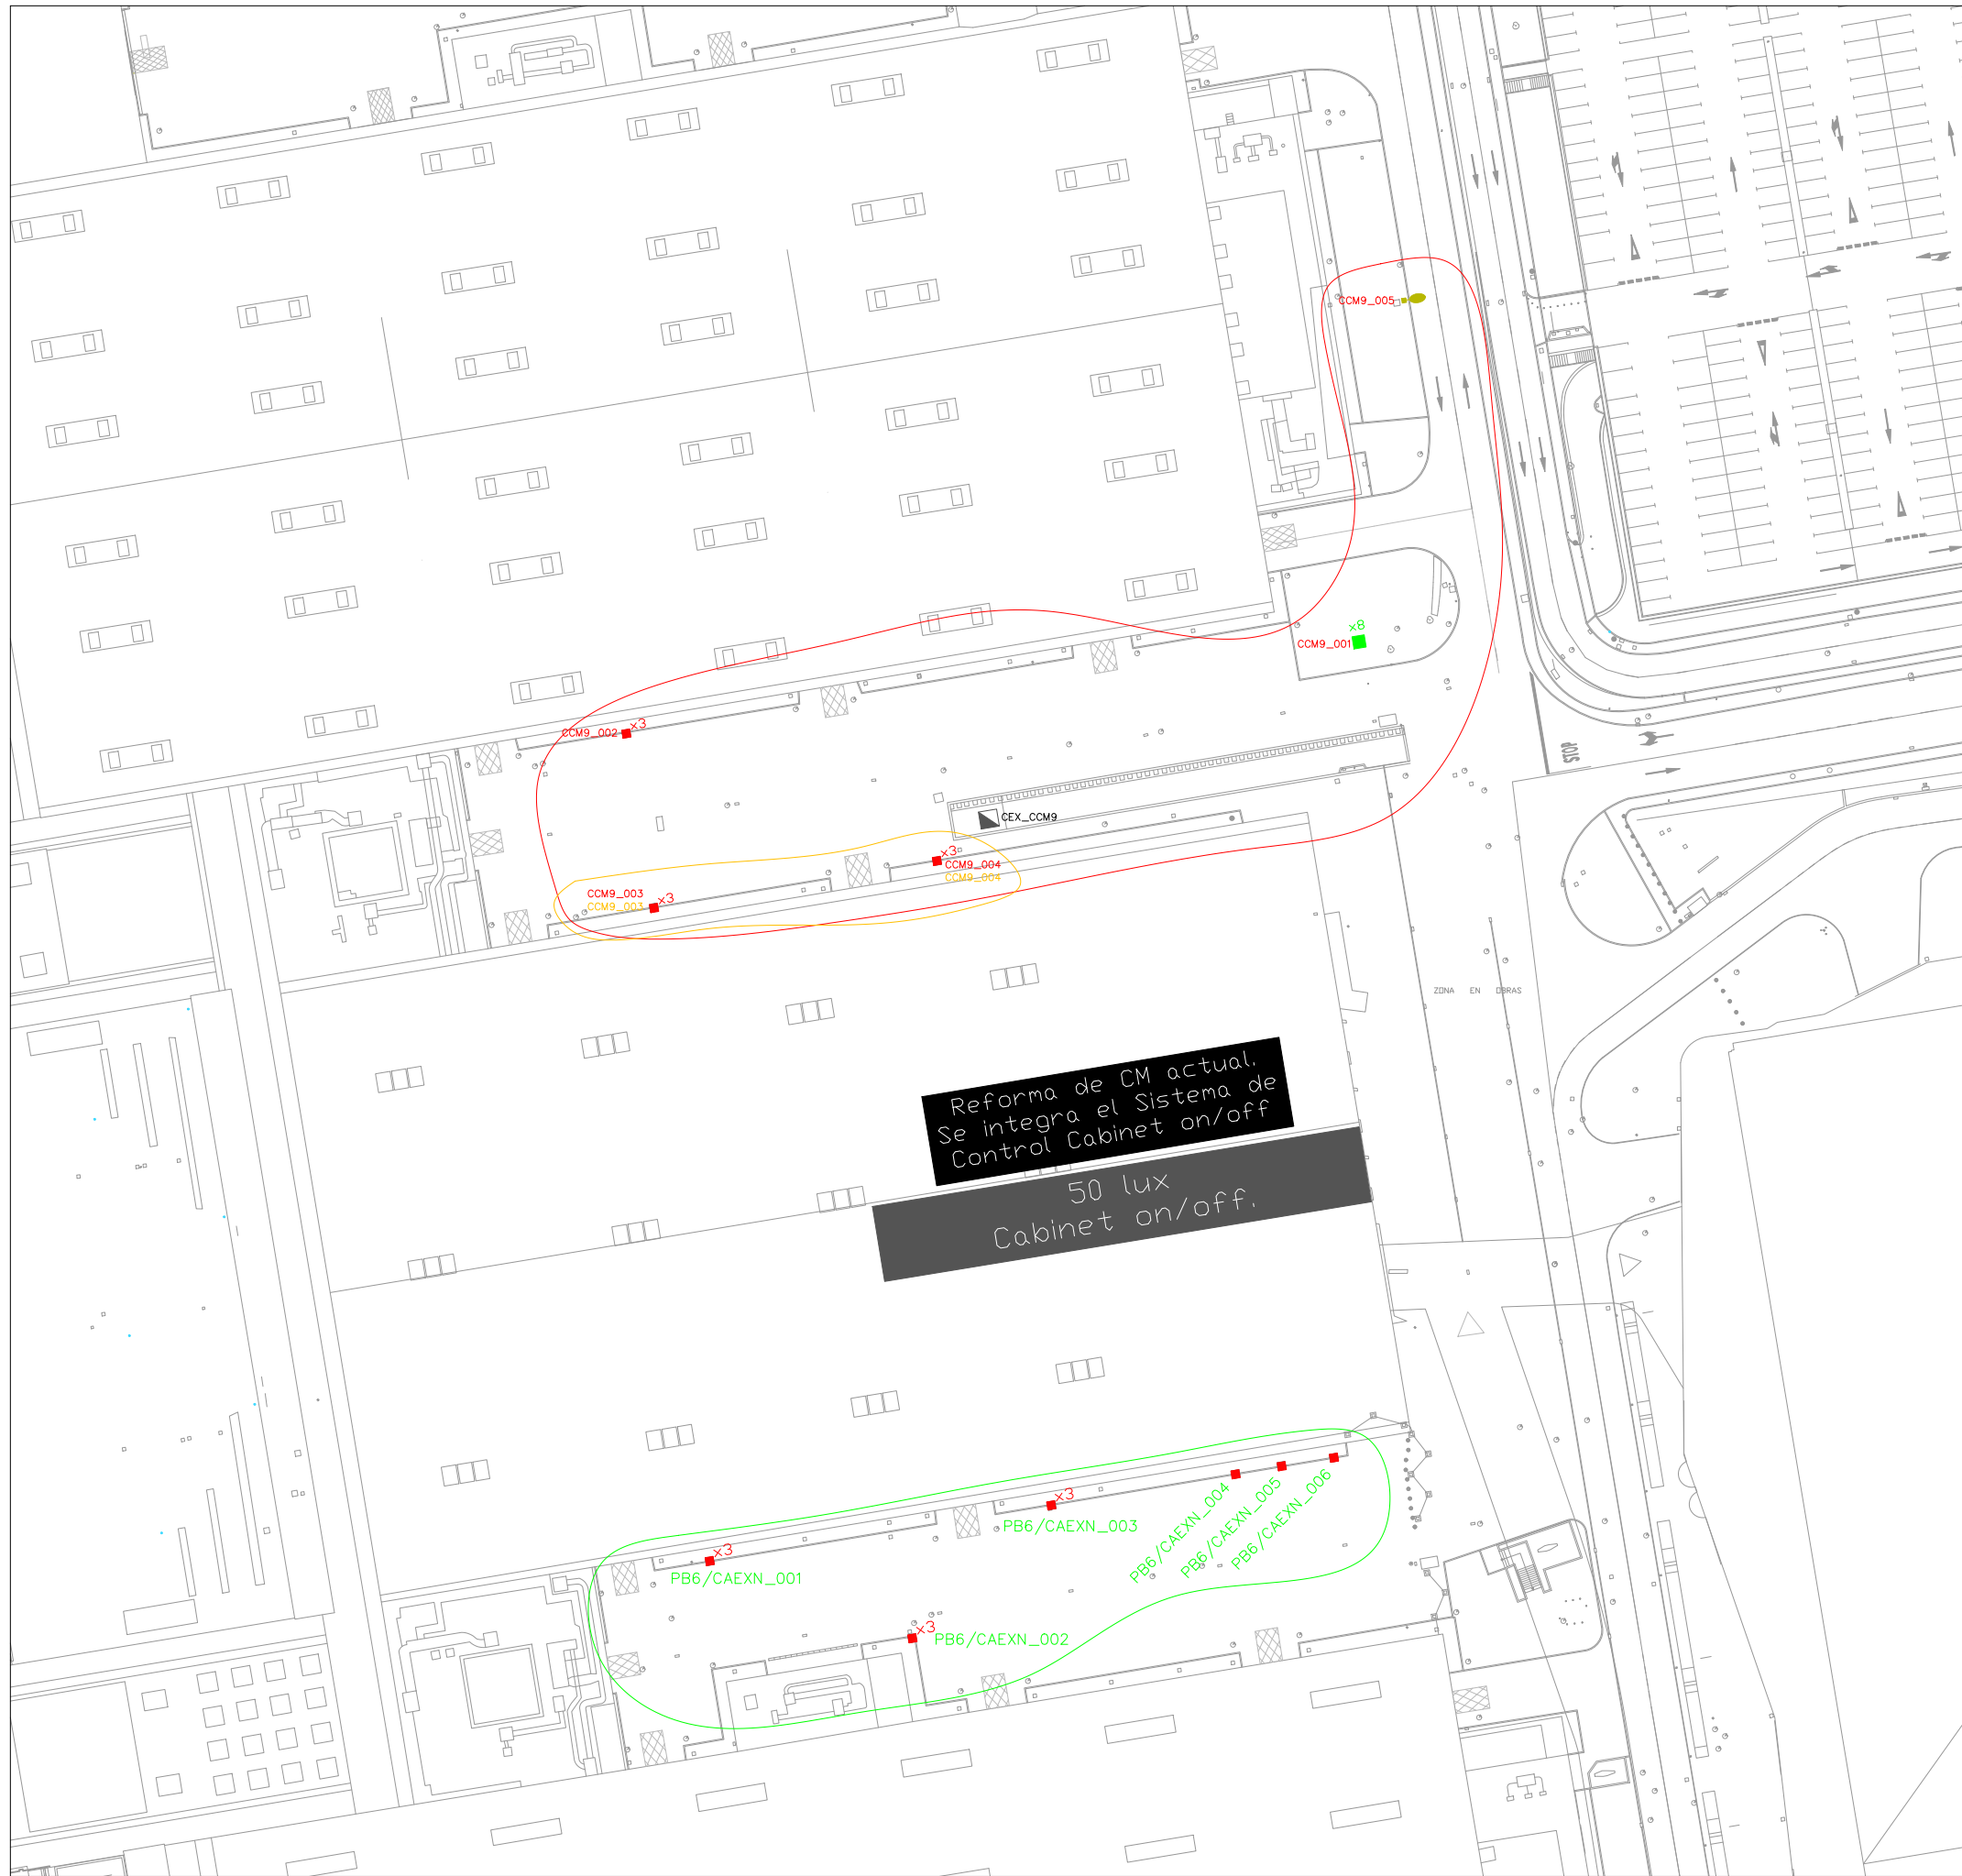 CCM9_005
x8
CCM9_001
x3
CCM9_002
STOP
CEX_CCM9
x3
CCM9_004
CCM9_004
CCM9_003
CCM9_003
x3
ZONA EN OBRAS
Reforma de CM actual.
Se integra el Sistema de
Control Cabinet on/off
50 lux
Cabinet on/off.
x3
PB6/CAEXN_003
PB6/CAEXN_004
PB6/CAEXN_005
PB6/CAEXN_006
x3
PB6/CAEXN_001
x3
PB6/CAEXN_002